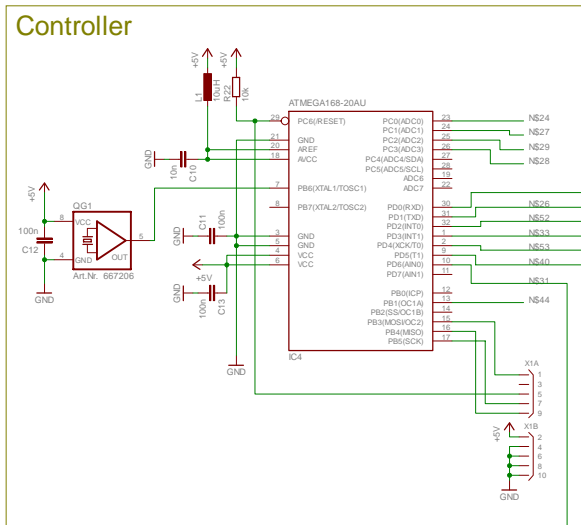 Controller
+5V
+5V
L1
10uH
R22
10k
ATMEGA168-20AU
29
PC6(/RESET)
21
GND
20
AREF
18
AVCC
7
PB6(XTAL1/TOSC1)
8
PB7(XTAL2/TOSC2)
3
GND
5
GND
4
VCC
6
VCC
IC4
PC0(ADC0)
23
N$24
PC1(ADC1)
24
N$27
PC2(ADC2)
25
N$29
PC3(ADC3)
26
N$28
PC4(ADC4/SDA)
27
PC5(ADC5/SCL)
28
ADC6
19
ADC7
22
PD0(RXD)
30
PD1(TXD)
31
N$26
PD2(INT0)
32
N$52
PD3(INT1)
1
N$33
PD4(XCK/T0)
2
N$53
PD5(T1)
9
N$40
PD6(AIN0)
10
N$31
PD7(AIN1)
11
PB0(ICP)
12
PB1(OC1A)
13
N$44
PB2(SS/OC1B)
14
PB3(MOSI/OC2)
15
PB4(MISO)
16
PB5(SCK)
17
GND
10n
C10
+5V
QG1
8
VCC
100n
C12
4
GND
OUT
5
Art.Nr. 667206
GND
GND
C11
100n
+5V
GND
100n
C13
GND
X1A
1
3
5
7
9
X1B
+5V
2
4
6
8
10
GND